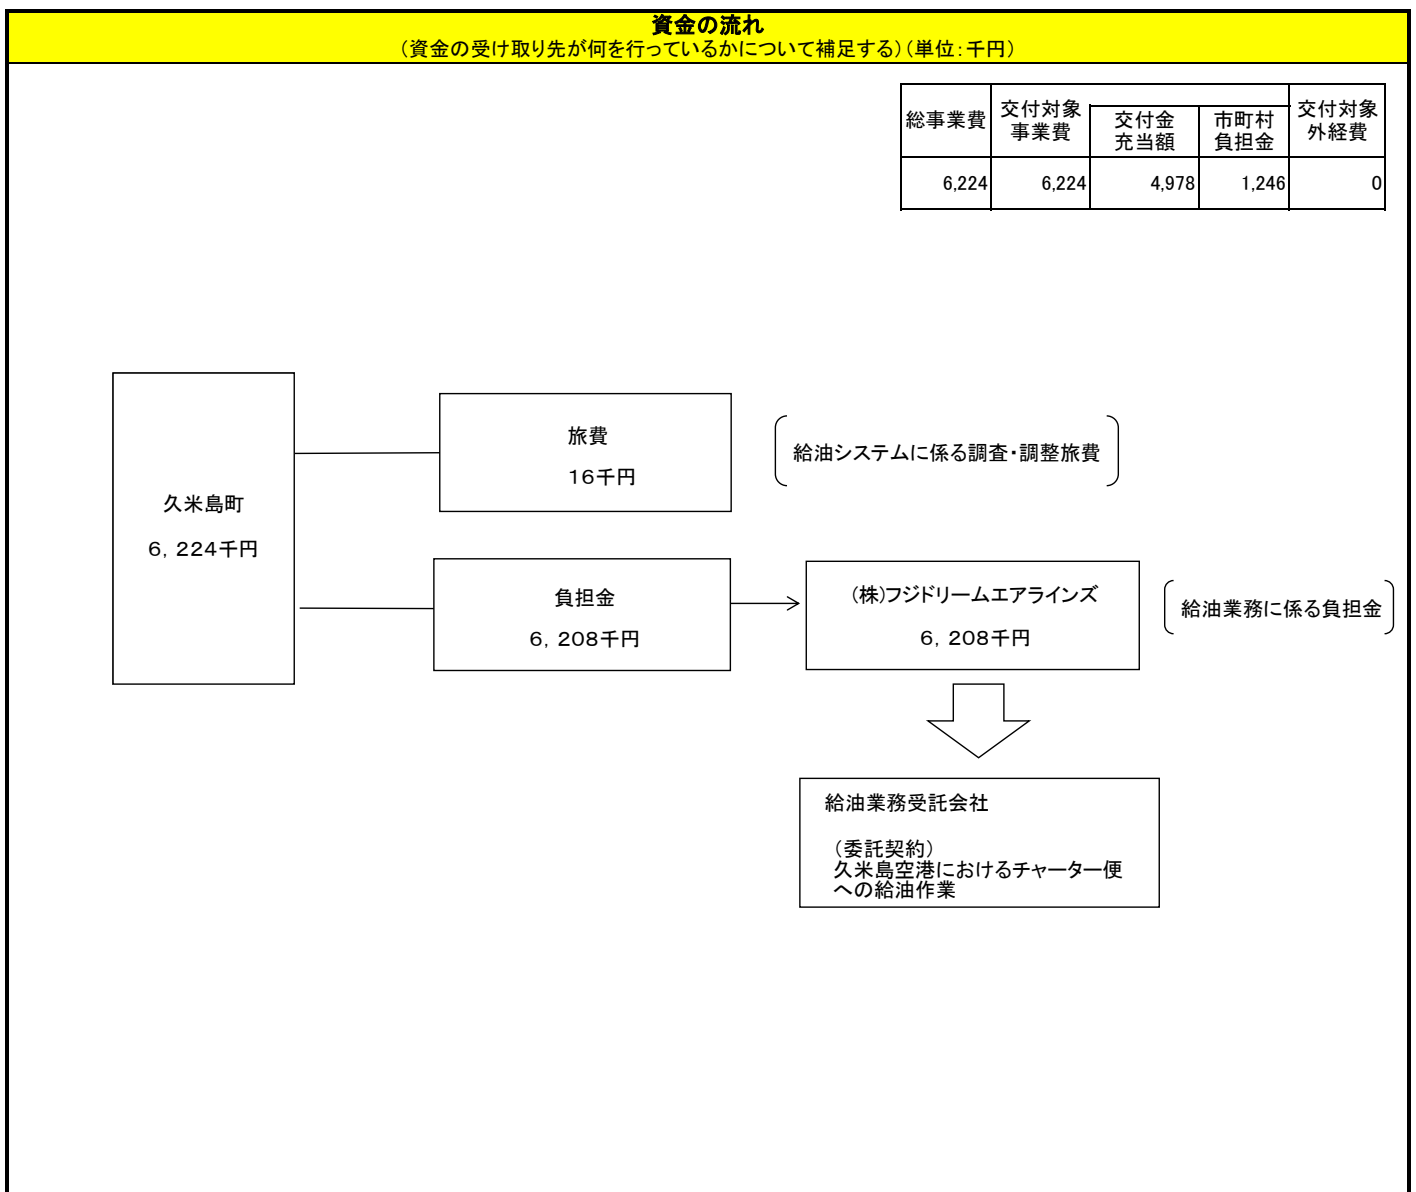 資金の流れ
（資金の受け取り先が何を行っているかについて補足する）（単位：千円）
総事業費
交付対象
事業費
交付金
充当額
市町村
負担金
交付対象
外経費
6,224
6,224
4,978
1,246
0
久米島町
６，２２４千円
旅費
１６千円
給油システムに係る調査・調整旅費
負担金
６，２０８千円
（株）フジドリームエアラインズ
６，２０８千円
給油業務に係る負担金
給油業務受託会社
（委託契約）
久米島空港におけるチャーター便
への給油作業